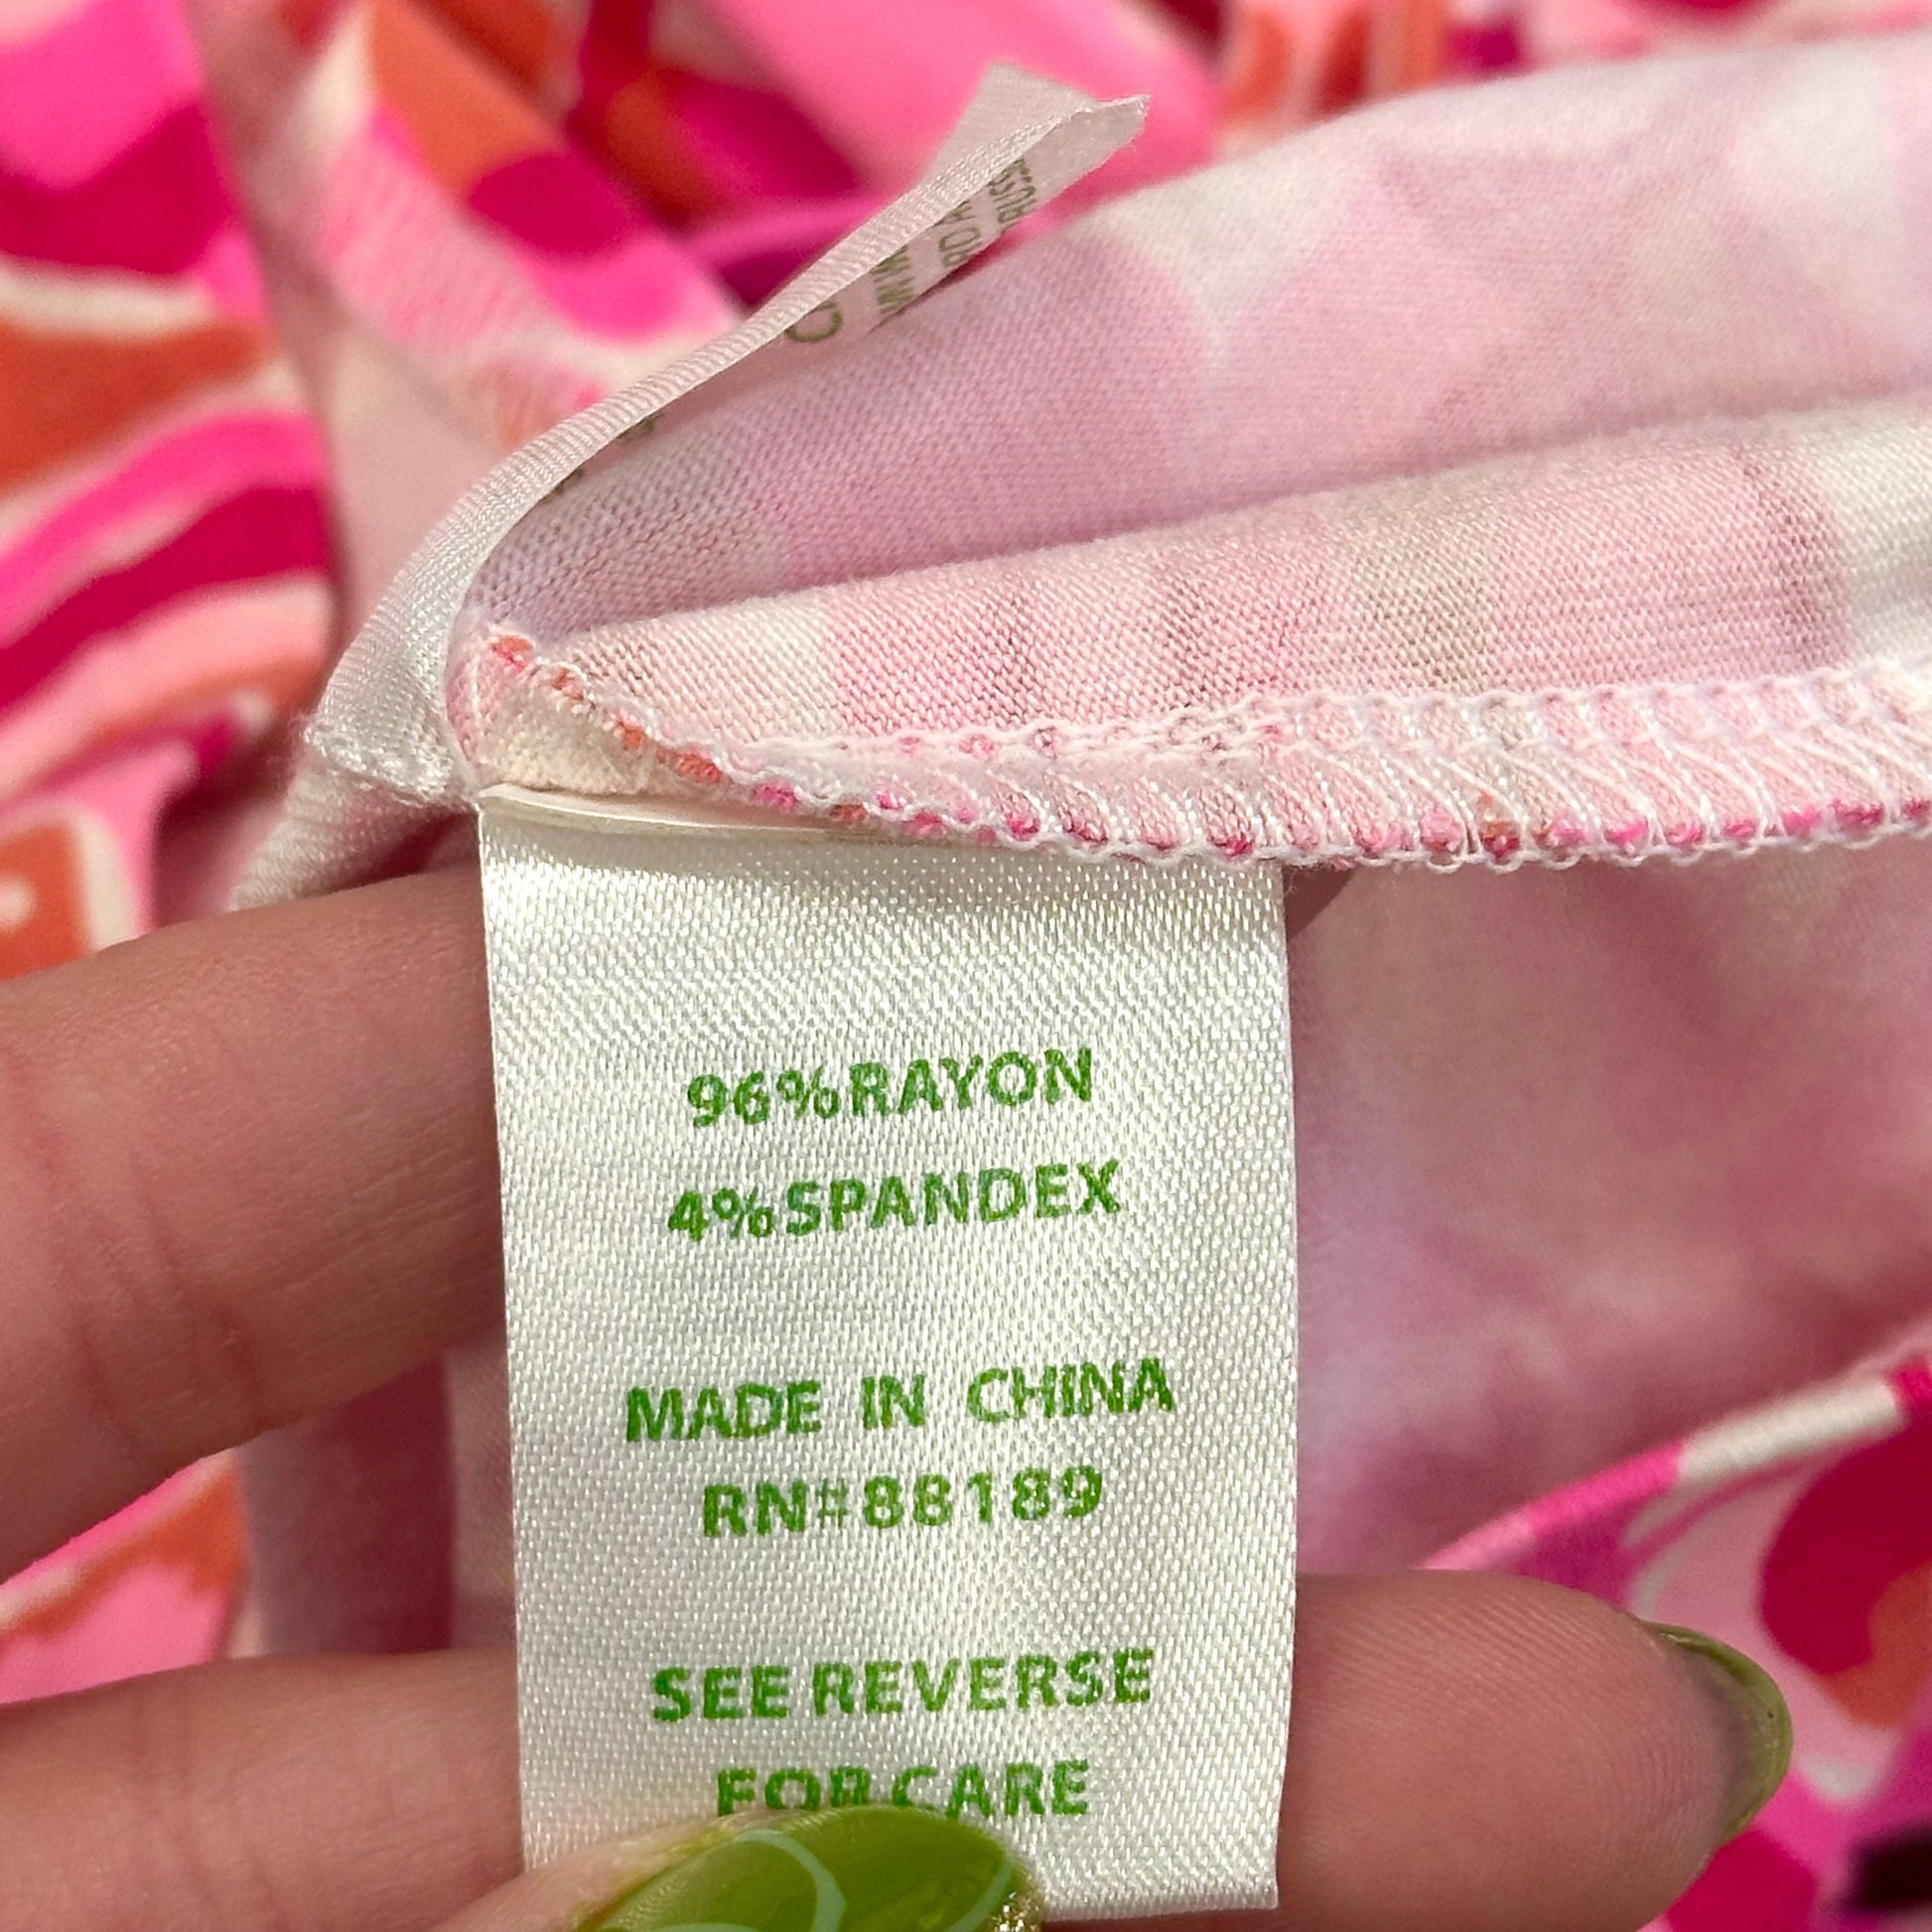 96%RAYON
4%SPANDEX
MADE IN CHINA
RN#88189
SEE REVERSE
FOR CARE